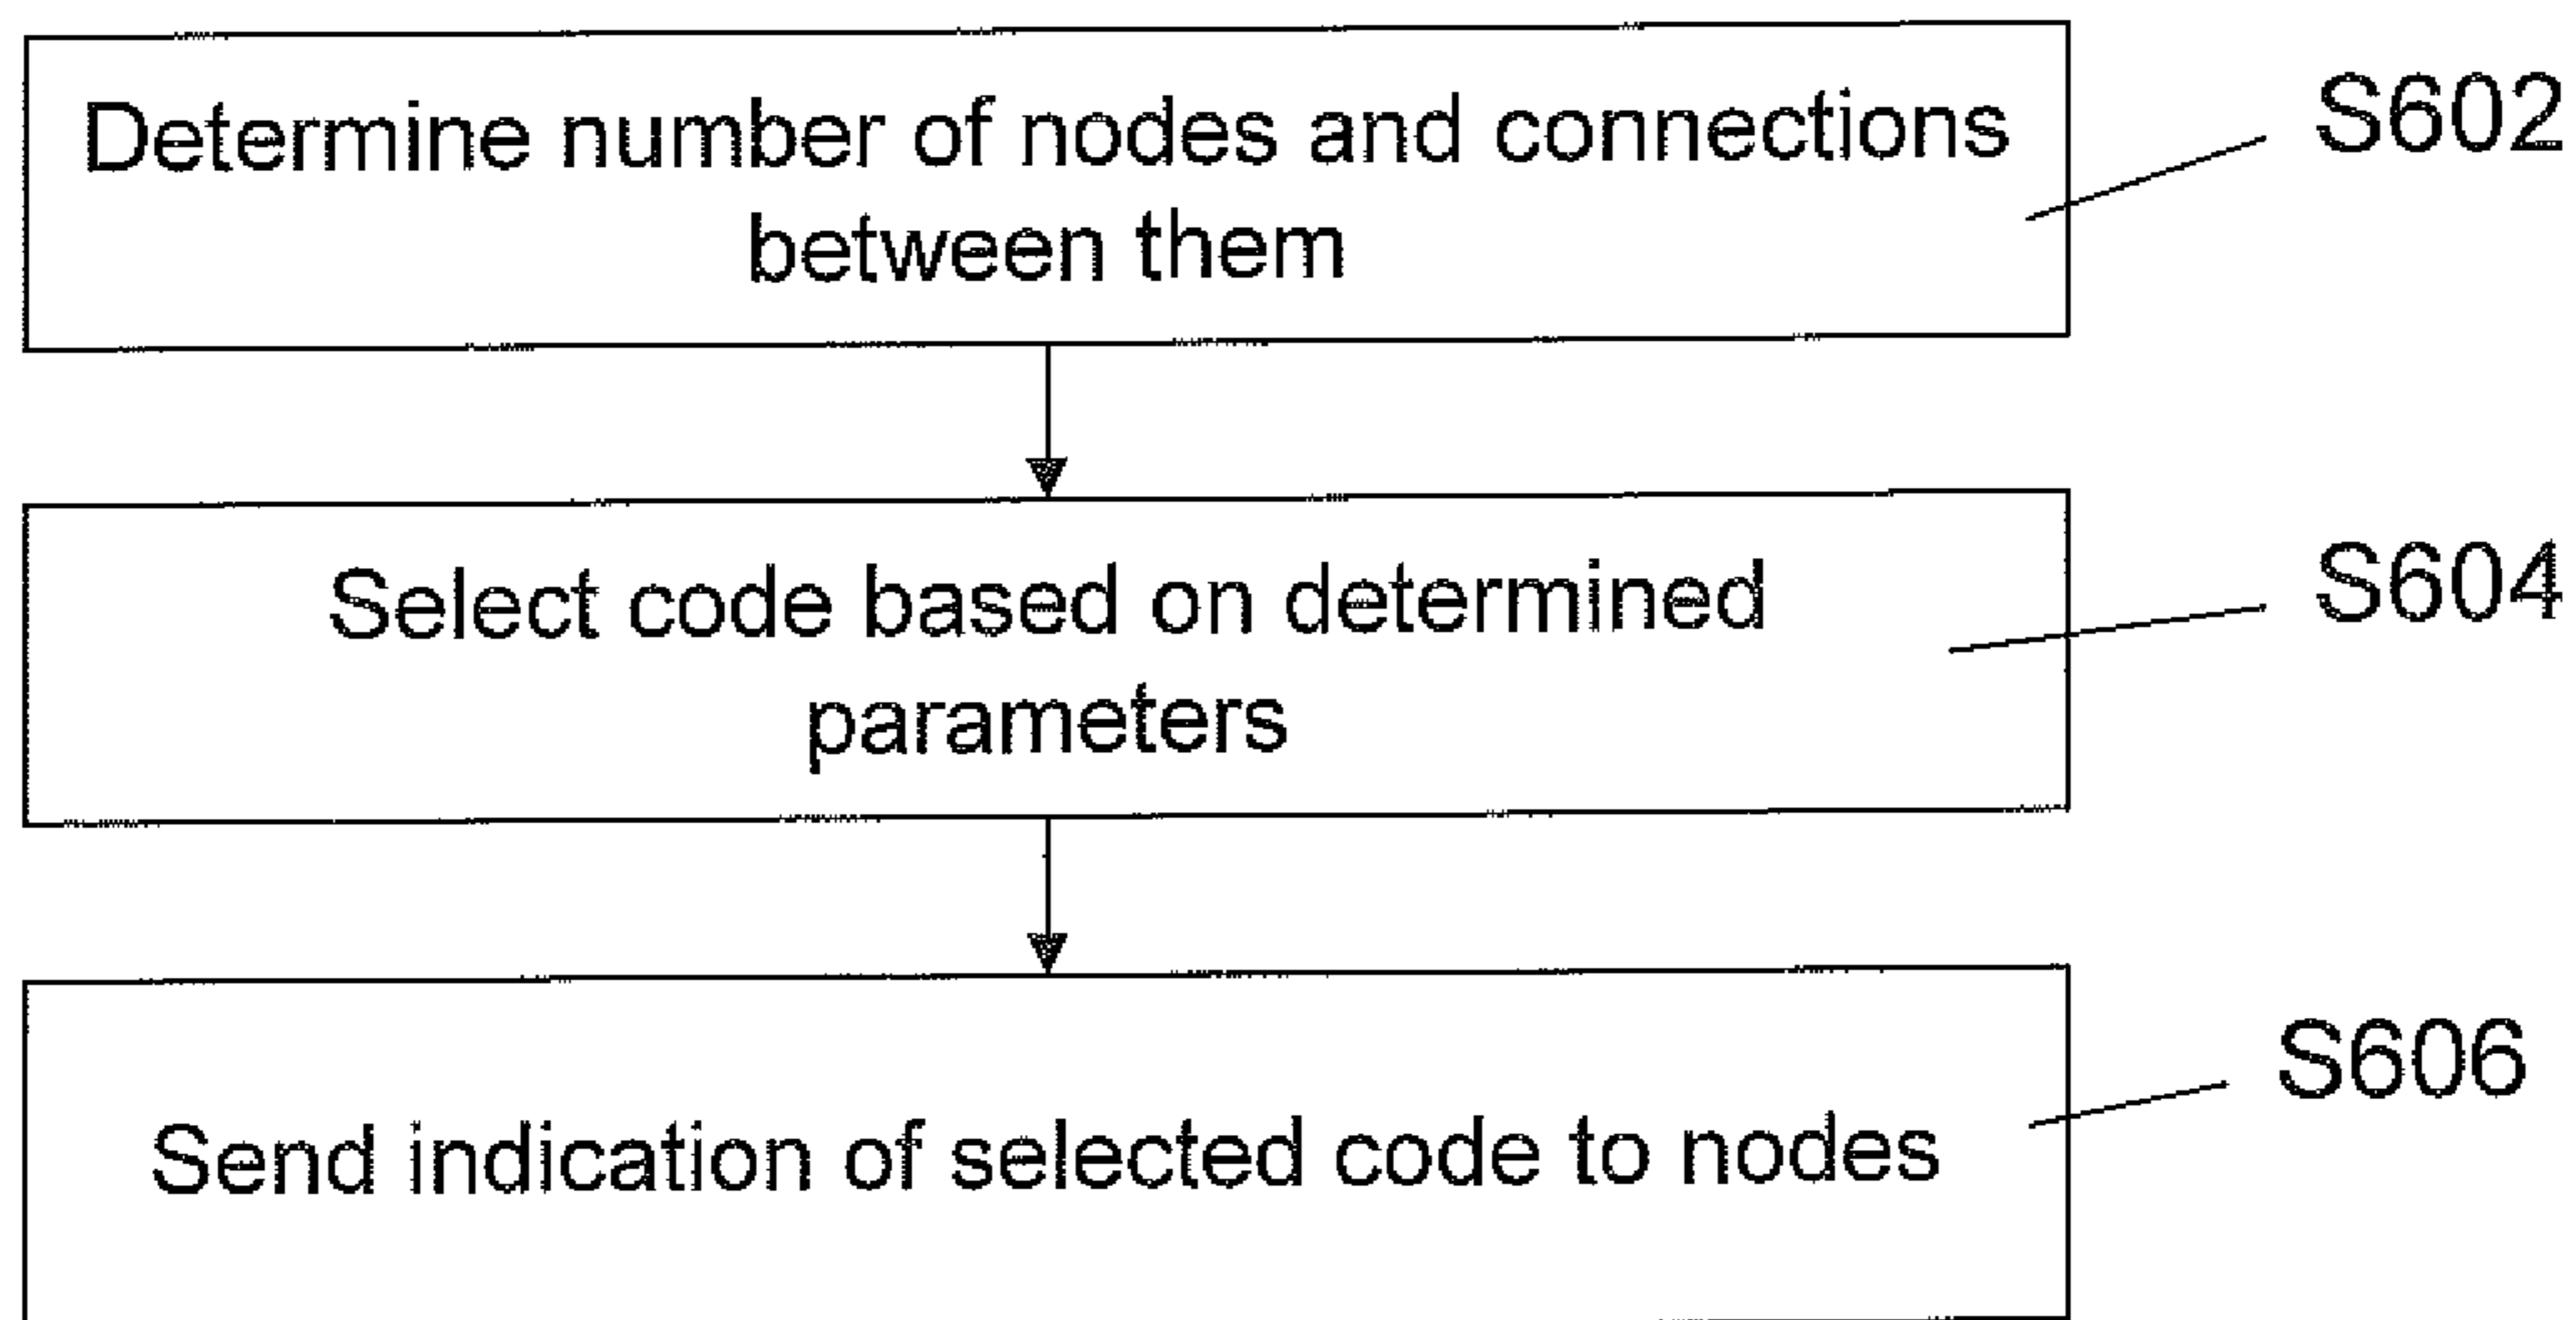 Determine number of nodes and connections
between them
S602
Select code based on determined
parameters
S604
Send indication of selected code to nodes
S606